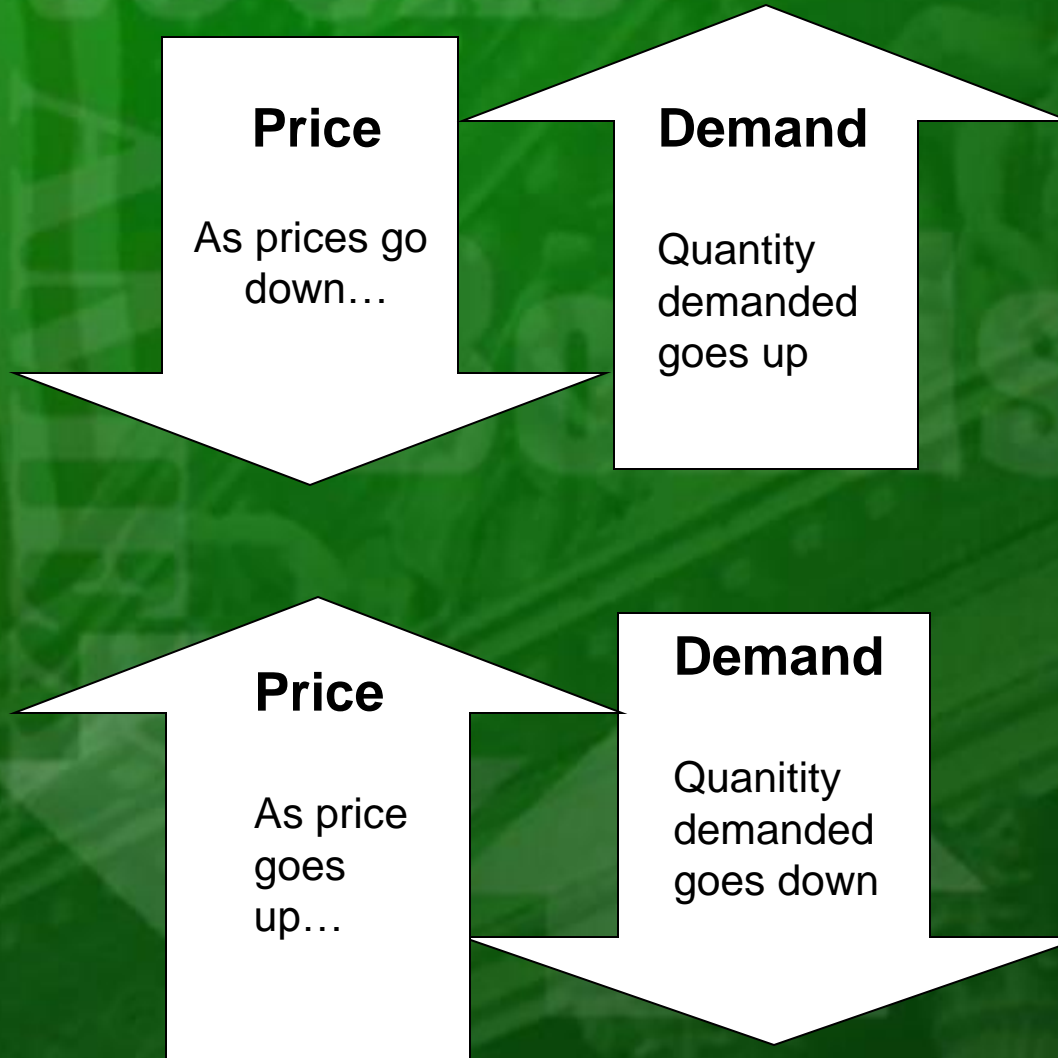 Price
As prices go
down…
Demand
Quantity
demanded
goes up
Price
As price
goes
up…
Demand
Quanitity
demanded
goes down